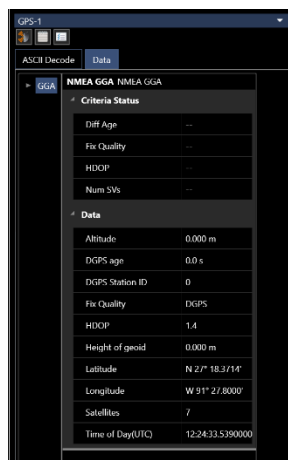 GPS-1
ASCII Decode Data
GGA NMEA GGA NMEA GGA
Criteria Status
Diff Age --
Fix Quality --
HDOP --
Num SVs --
Data
Altitude 0.000 m
DGPS age 0.0 s
DGPS Station ID 0
Fix Quality DGPS
HDOP 1.4
Height of geoid 0.000 m
Latitude N 27° 18.3714'
Longitude W 91° 27.8000'
Satellites 7
Time of Day(UTC) 12:24:33.5390000